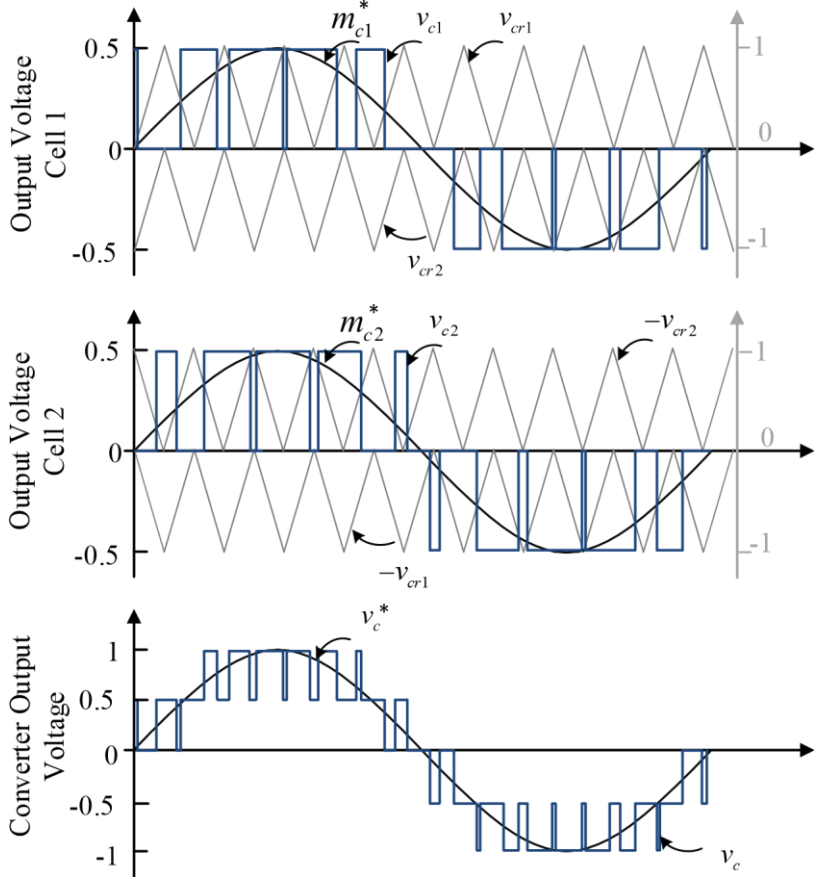 Output Voltage
Cell 1
0.5
0
-0.5
m*c1
vc1
vcr1
vcr2
1
0
-1
Output Voltage
Cell 2
0.5
0
-0.5
m*c2
vc2
−vcr2
−vcr1
1
0
-1
Converter Output
Voltage
1
0.5
0
-0.5
-1
vc*
vc